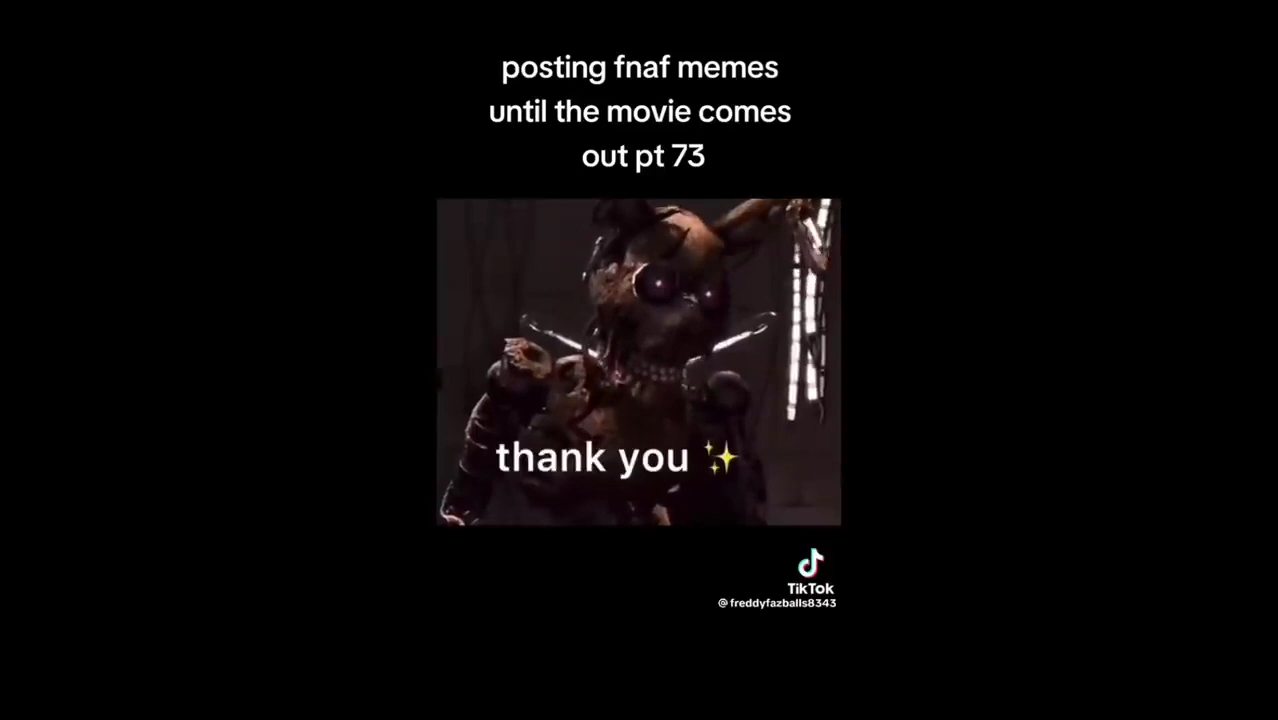 posting fnaf memes
until the movie comes
out pt 73
thank you ✨
TikTok
@freddyfazballs8343